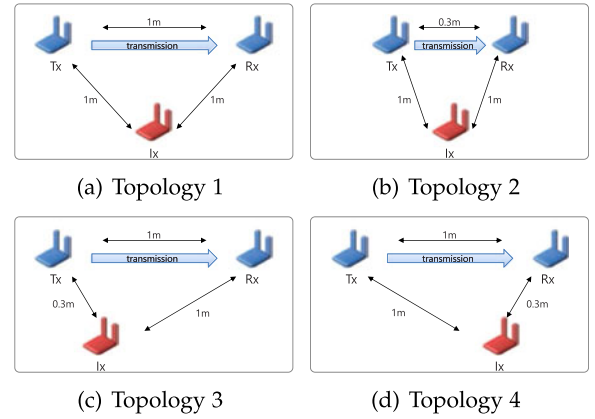 1m
transmission
Tx
Rx
1m
1m
Ix
(a) Topology 1
0.3m
transmission
Tx
Rx
1m
1m
Ix
(b) Topology 2
1m
transmission
Tx
Rx
0.3m
1m
Ix
(c) Topology 3
1m
transmission
Tx
Rx
1m
0.3m
Ix
(d) Topology 4